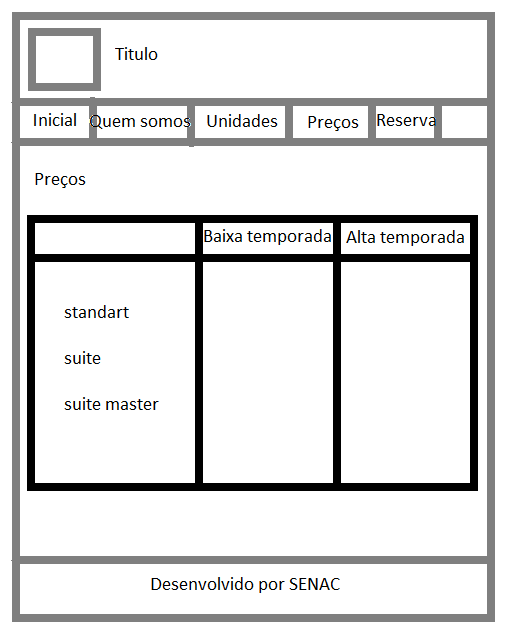 Titulo
Inicial Quem somos Unidades Preços Reserva
Preços
Baixa temporada Alta temporada
standart
suite
suite master
Desenvolvido por SENAC